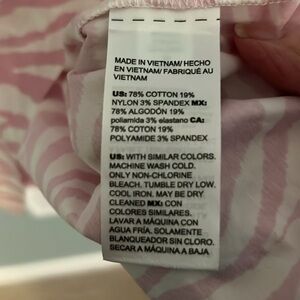 MADE IN VIETNAM/ HECHO
EN VIETNAM/ FABRIQUÉ AU
VIETNAM
US: 78% COTTON 19%
NYLON 3% SPANDEX MX:
78% ALGODÓN 19%
poliamida 3% elastano CA:
78% COTON 19%
POLYAMIDE 3% SPANDEX
US: WITH SIMILAR COLORS.
MACHINE WASH COLD.
ONLY NON-CHLORINE
BLEACH. TUMBLE DRY LOW.
COOL IRON. MAY BE DRY
CLEANED MX: CON
COLORES SIMILARES.
LAVAR A MÁQUINA CON
AGUA FRÍA. SOLAMENTE
BLANQUEADOR SIN CLORO.
SECAR A MÁQUINA A BAJA